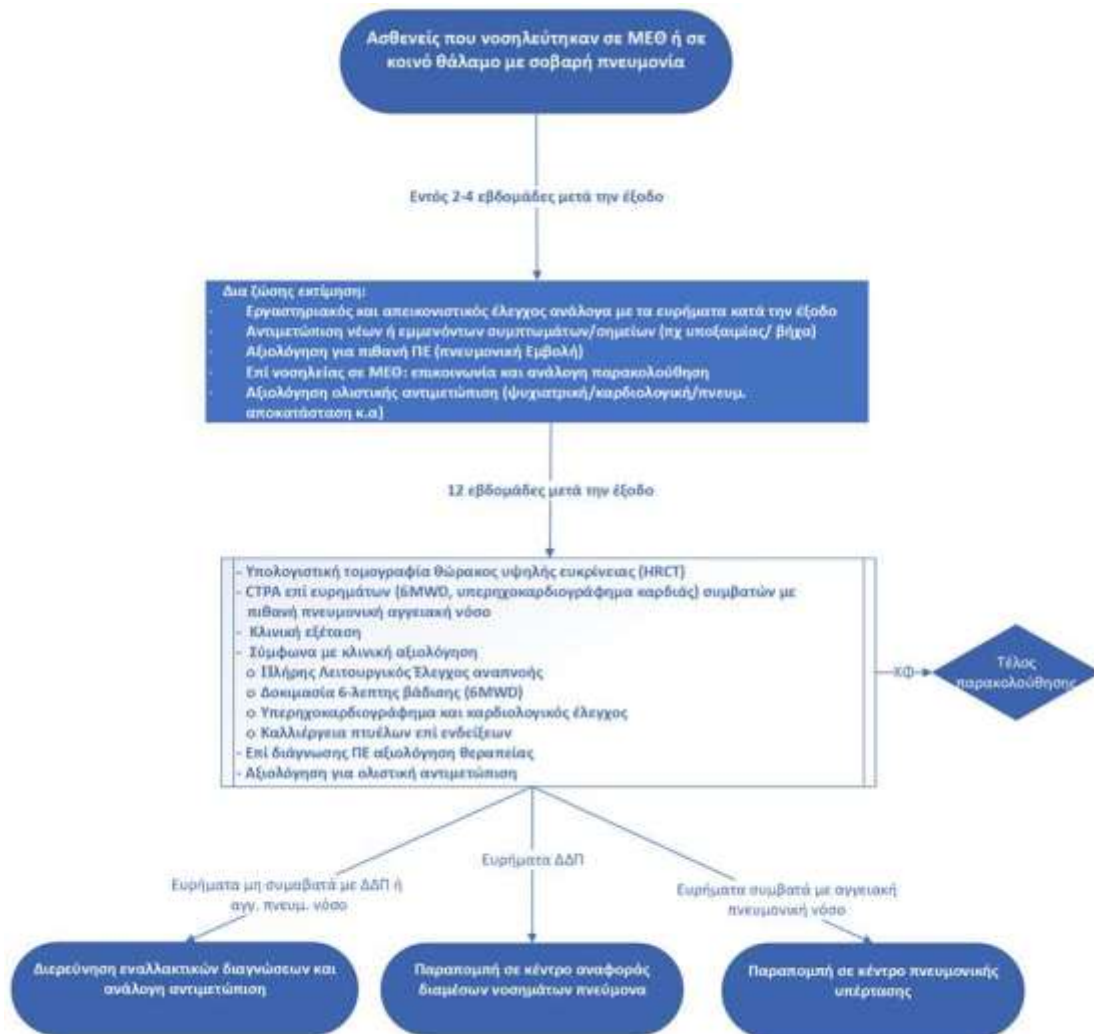 Ασθενείς που νοσηλεύτηκαν σε ΜΕΘ ή σε
κοινό θάλαμο με σοβαρή πνευμονία
Εντός 2-4 εβδομάδες μετά την έξοδο
Δια ζώσης εκτίμηση:
- Εργαστηριακός και απεικονιστικός έλεγχος ανάλογα με τα ευρήματα κατά την έξοδο
- Αντιμετώπιση νέων ή εμμενόντων συμπτωμάτων/σημείων (πχ υποξαιμίας/ βήχα)
- Αξιολόγηση για πιθανή ΠΕ (πνευμονική Εμβολή)
- Επί νοσηλείας σε ΜΕΘ: επικοινωνία και ανάλογη παρακολούθηση
- Αξιολόγηση ολιστικής αντιμετώπιση (ψυχιατρική/καρδιολογική/πνευμ.
αποκατάσταση κ.α)
12 εβδομάδες μετά την έξοδο
- Υπολογιστική τομογραφία θώρακος υψηλής ευκρίνειας (HRCT)
- CTPA επί ευρημάτων (6MWD, υπερηχοκαρδιογράφημα καρδιάς) συμβατών με
πιθανή πνευμονική αγγειακή νόσο
- Κλινική εξέταση
- Σύμφωνα με κλινική αξιολόγηση
o Πλήρης Λειτουργικός Έλεγχος αναπνοής
o Δοκιμασία 6-λεπτης βάδισης (6MWD)
o Υπερηχοκαρδιογράφημα και καρδιολογικός έλεγχος
o Καλλιέργεια πτυέλων επί ενδείξεων
- Επί διάγνωσης ΠΕ αξιολόγηση θεραπείας
- Αξιολόγηση για ολιστική αντιμετώπιση
ΚΦ
Τέλος
παρακολούθησης
Ευρήματα μη συμαβατά με ΔΔΠ ή
αγγ. πνευμ. νόσο
Ευρήματα ΔΔΠ
Ευρήματα συμβατά με αγγειακή
πνευμονική νόσο
Διερεύνηση εναλλακτικών διαγνώσεων και
ανάλογη αντιμετώπιση
Παραπομπή σε κέντρο αναφοράς
διαμέσων νοσημάτων πνεύμονα
Παραπομπή σε κέντρο πνευμονικής
υπέρτασης